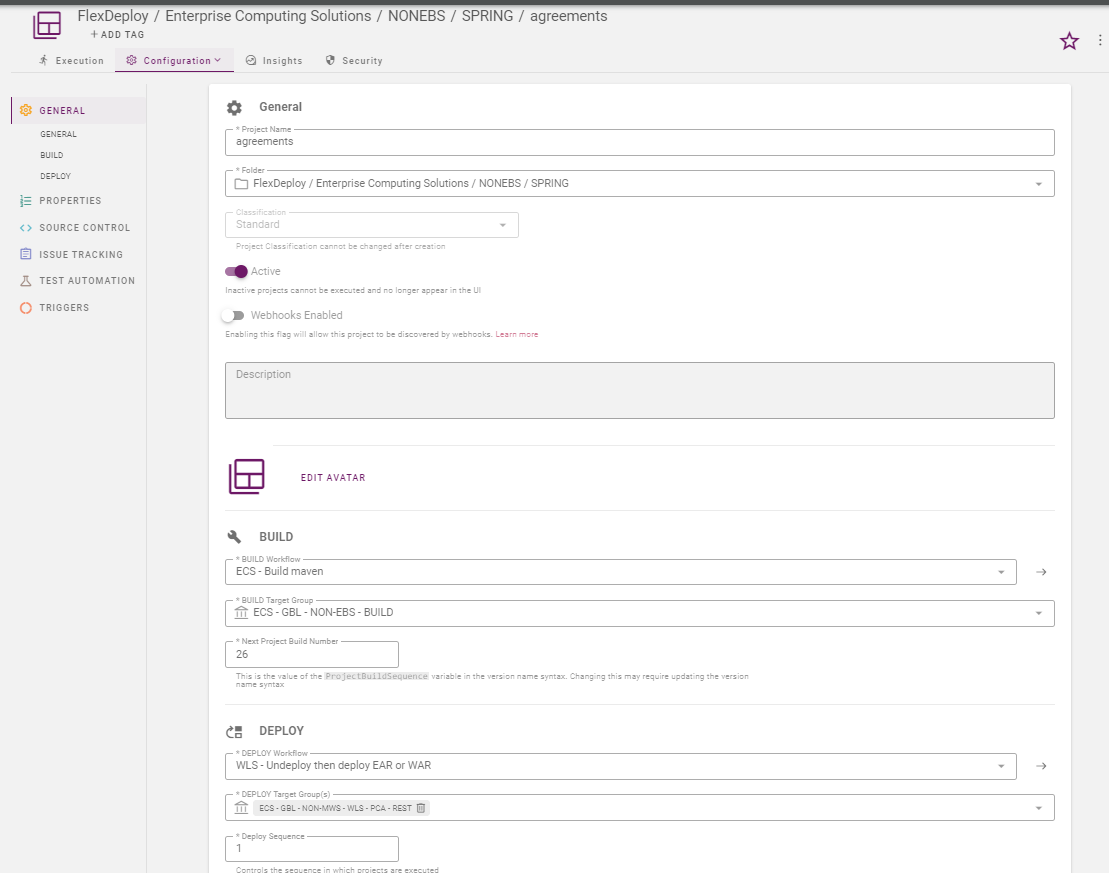 FlexDeploy / Enterprise Computing Solutions / NONEBS / SPRING / agreements
+ ADD TAG
Execution Configuration Insights Security
GENERAL
GENERAL
BUILD
DEPLOY
PROPERTIES
SOURCE CONTROL
ISSUE TRACKING
TEST AUTOMATION
TRIGGERS
General
* Project Name
agreements
* Folder
FlexDeploy / Enterprise Computing Solutions / NONEBS / SPRING
Classification
Standard
Project Classification cannot be changed after creation
Active
Inactive projects cannot be executed and no longer appear in the UI
Webhooks Enabled
Enabling this flag will allow this project to be discovered by webhooks. Learn more
Description
EDIT AVATAR
BUILD
* BUILD Workflow
ECS - Build maven
* BUILD Target Group
ECS - GBL - NON-EBS - BUILD
* Next Project Build Number
26
This is the value of the ProjectBuildSequence variable in the version name syntax. Changing this may require updating the version
name syntax
DEPLOY
* DEPLOY Workflow
WLS - Undeploy then deploy EAR or WAR
* DEPLOY Target Group(s)
ECS - GBL - NON-MWS - WLS - PCA - REST
* Deploy Sequence
1
Controls the sequence in which projects are executed